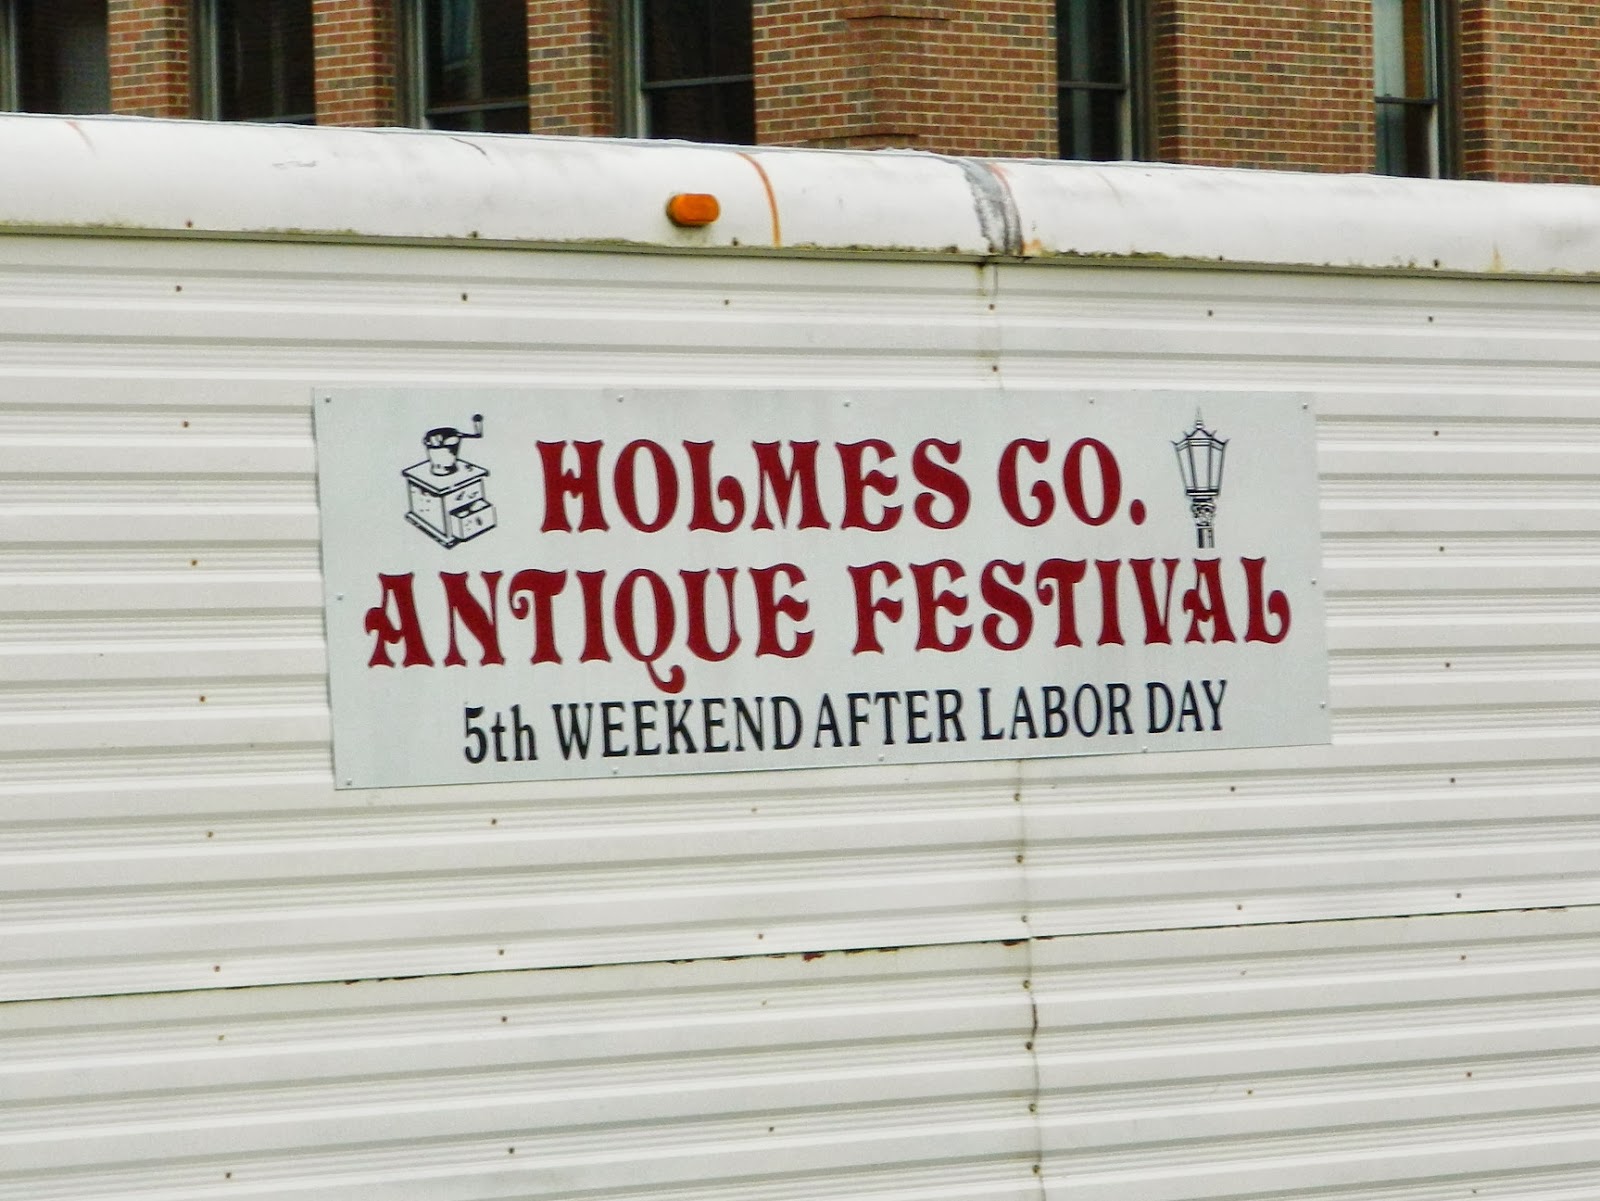 HOLMES CO.
ANTIQUE FESTIVAL
5th WEEKEND AFTER LABOR DAY